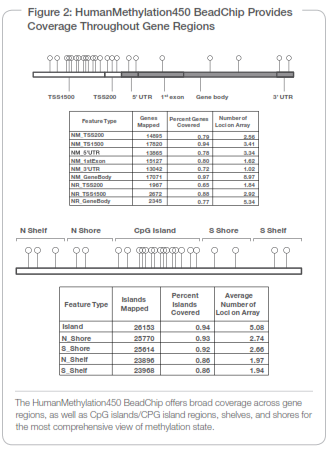 Figure 2: HumanMethylation450 BeadChip Provides
Coverage Throughout Gene Regions
TSS1500 TSS200 5' UTR 1st exon Gene body 3' UTR
Feature Type Genes Mapped Percent Genes Covered Number of Loci on Array
NM_TSS200 14895 0.79 2.56
NM_TS1500 17820 0.94 3.41
NM_5'UTR 13865 0.78 3.34
NM_1stExon 15127 0.80 1.62
NM_3'UTR 13042 0.72 1.02
NM_GeneBody 17071 0.97 8.97
NR_TSS200 1967 0.65 1.84
NR_TSS1500 2672 0.88 2.92
NR_GeneBody 2345 0.77 5.34
N Shelf N Shore CpG Island S Shore S Shelf
Feature Type Islands Mapped Percent Islands Covered Average Number of Loci on Array
Island 26153 0.94 5.08
N_Shore 25770 0.93 2.74
S_Shore 25614 0.92 2.66
N_Shelf 23896 0.86 1.97
S_Shelf 23968 0.86 1.94
The HumanMethylation450 BeadChip offers broad coverage across gene
regions, as well as CpG islands/CPG island regions, shelves, and shores for
the most comprehensive view of methylation state.